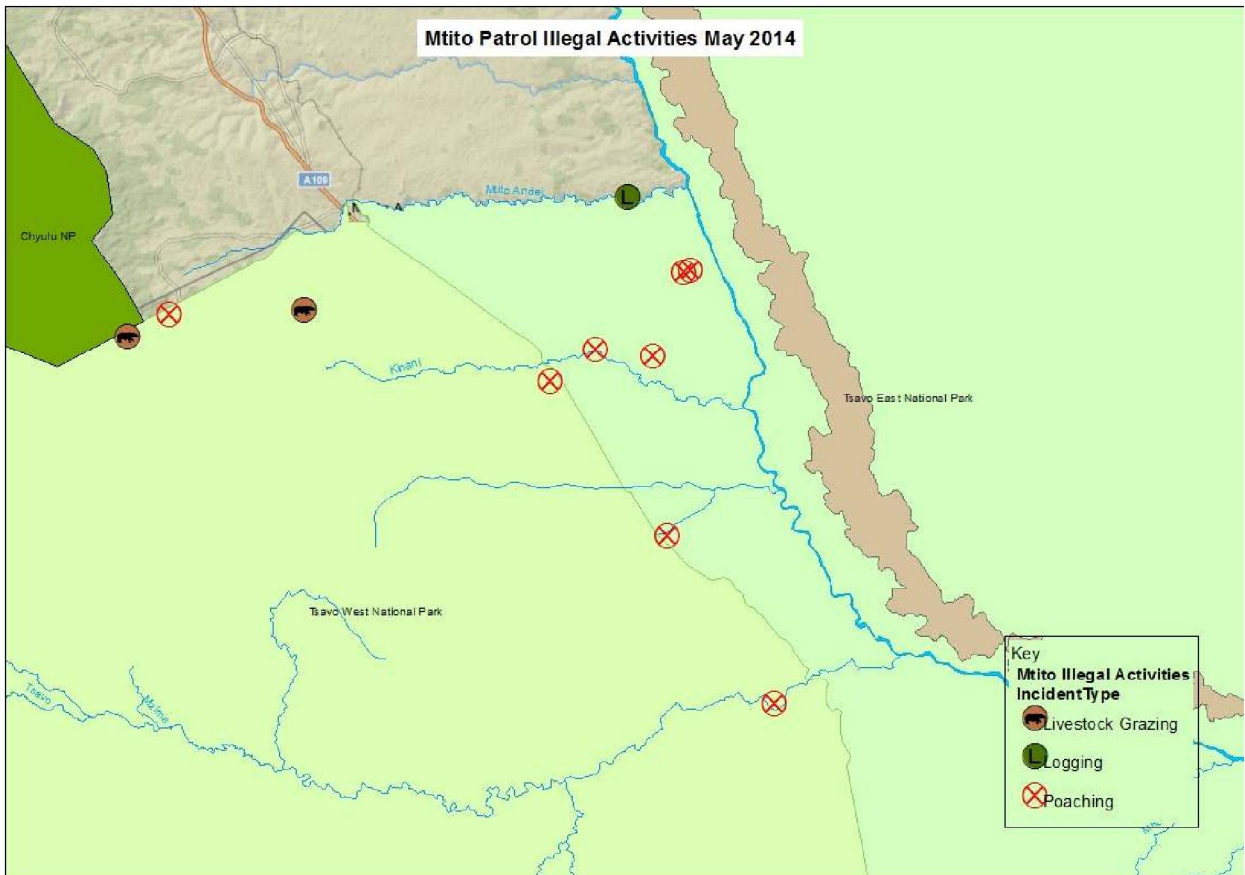 Mtito Patrol Illegal Activities May 2014
A109
Mtito Andei
Chyulu NP
Khani
Tsavo East National Park
Tsavo West National Park
Tsavo
Key
Mtito Illegal Activities
IncidentType
Livestock Grazing
L
Logging
Poaching
L